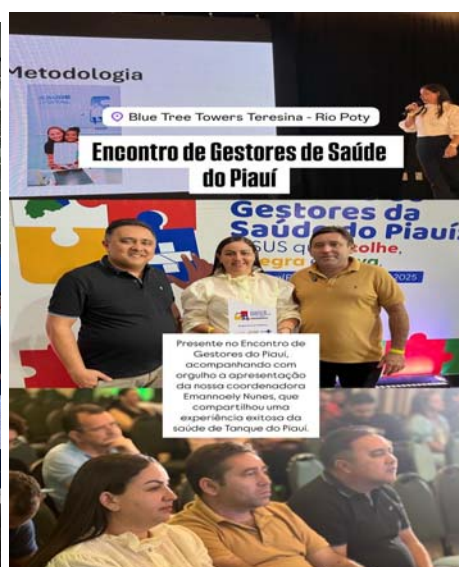 Metodologia
Blue Tree Towers Teresina - Rio Poty
Encontro de Gestores de Saúde
do Piauí
Gestores da
Saúde do Piauí:
SUS
2025
Presente no Encontro de
Gestores do Piauí,
acompanhando com
orgulho a apresentação
da nossa coordenadora
Emannoely Nunes, que
compartilhou uma
experiência exitosa da
saúde de Tanque do Piauí.